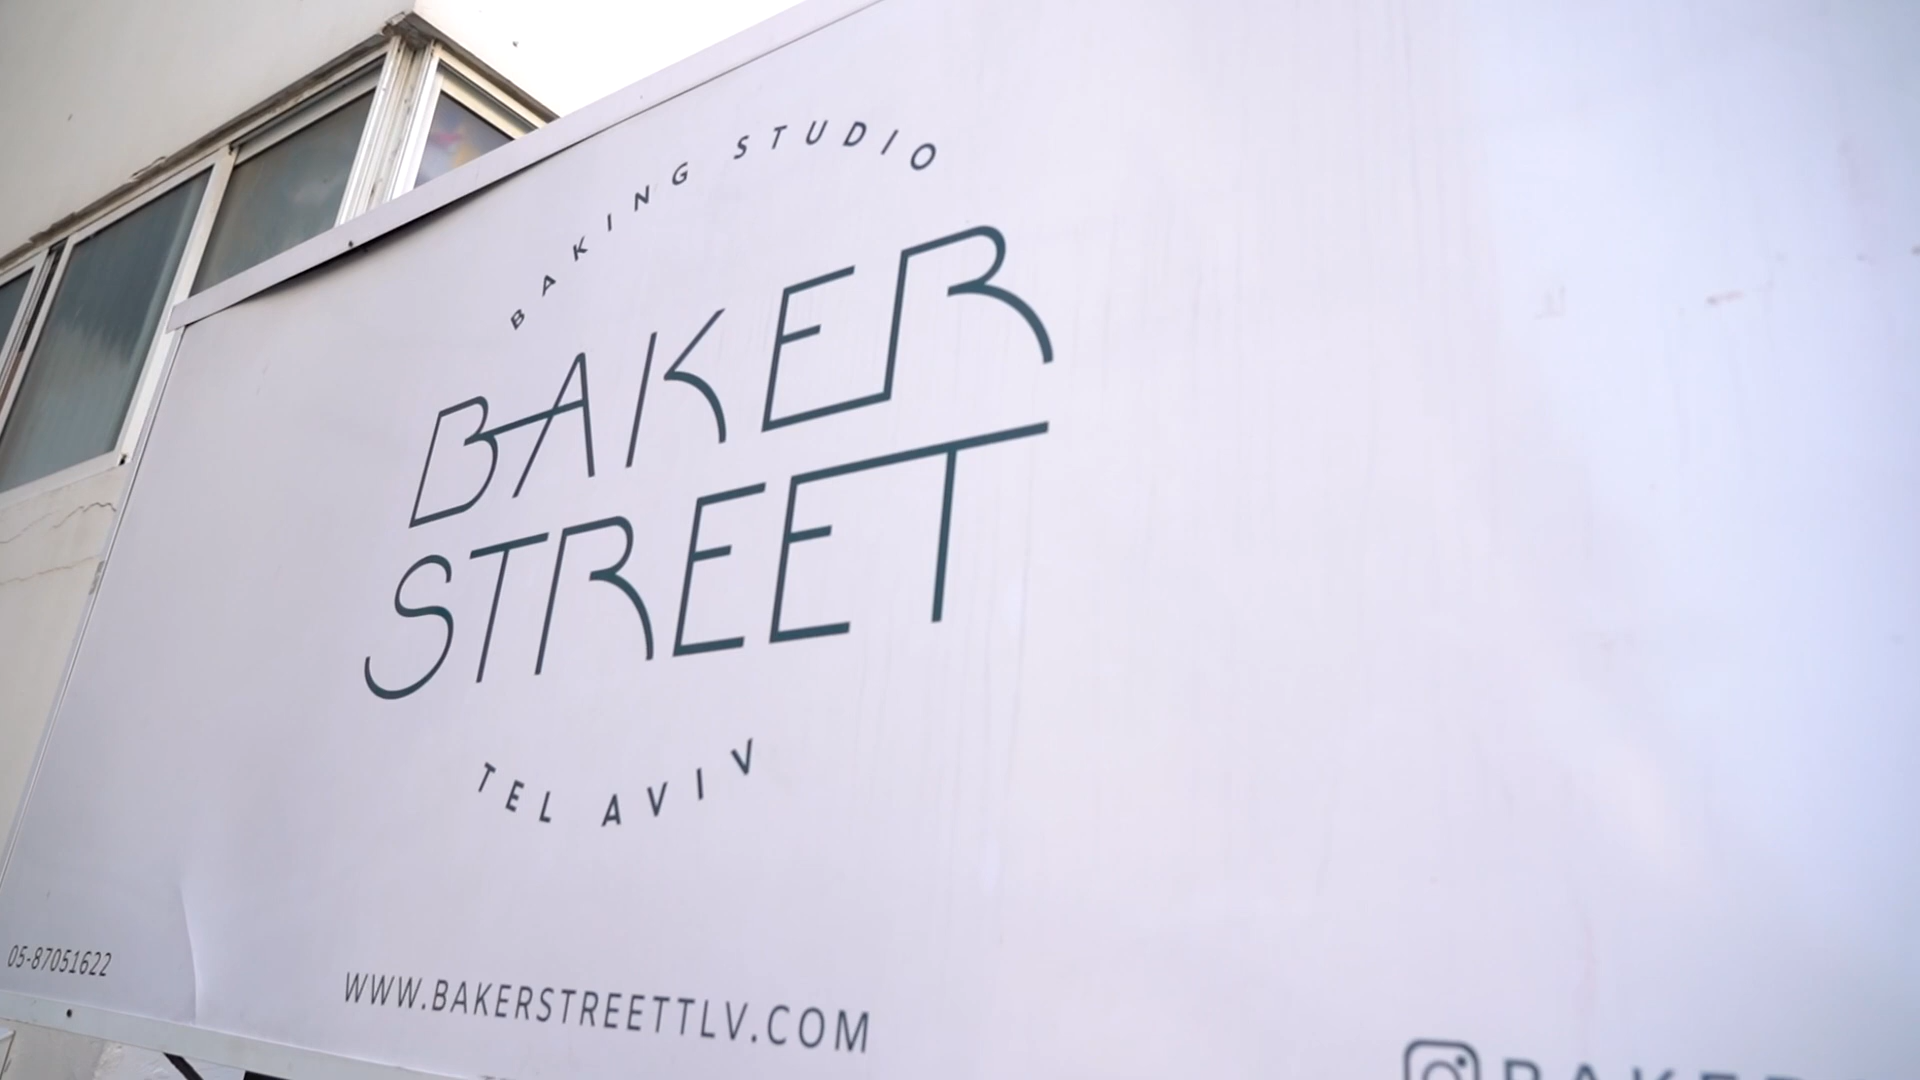 BAKING STUDIO
BAKER
STREET
TEL AVIV
05-87051622
WWW.BAKERSTREETTLV.COM